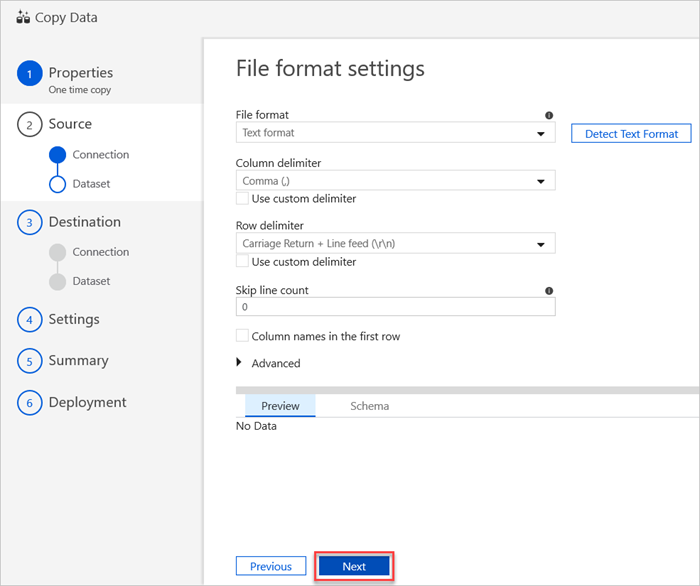 Copy Data
1 Properties
One time copy
2 Source
Connection
Dataset
3 Destination
Connection
Dataset
4 Settings
5 Summary
6 Deployment
File format settings
File format
Text format
Detect Text Format
Column delimiter
Comma (,)
Use custom delimiter
Row delimiter
Carriage Return + Line feed (\r\n)
Use custom delimiter
Skip line count
0
Column names in the first row
Advanced
Preview Schema
No Data
Previous Next